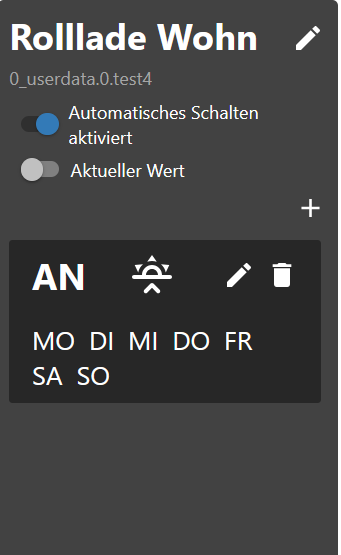 Rolllade Wohn
0_userdata.0.test4
Automatisches Schalten
aktiviert
Aktueller Wert
AN
MO DI MI DO FR
SA SO